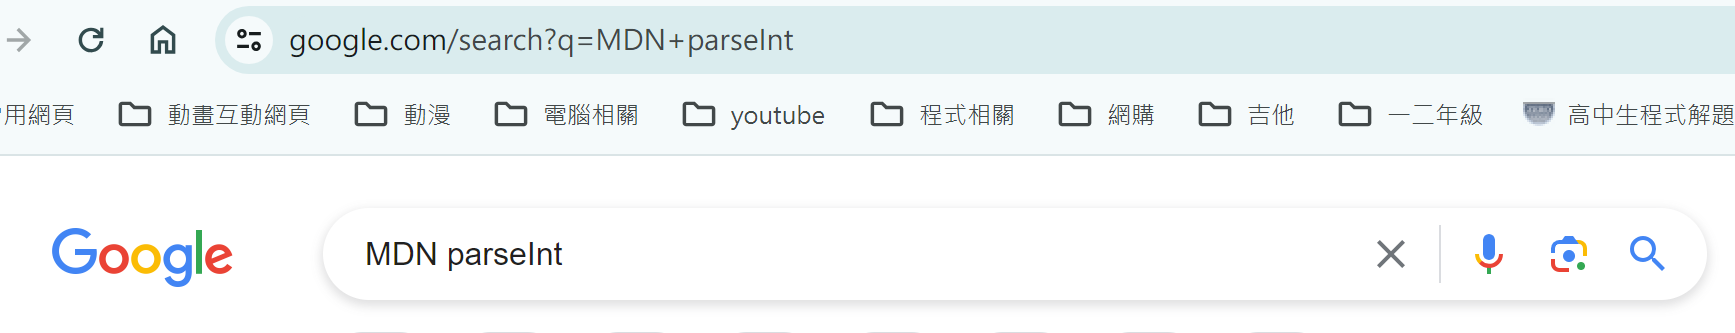 google.com/search?q=MDN+parseInt
用網頁 動畫互動網頁 動漫 電腦相關 youtube 程式相關 網購 吉他 一二年級 高中生程式解題
Google MDN parseInt